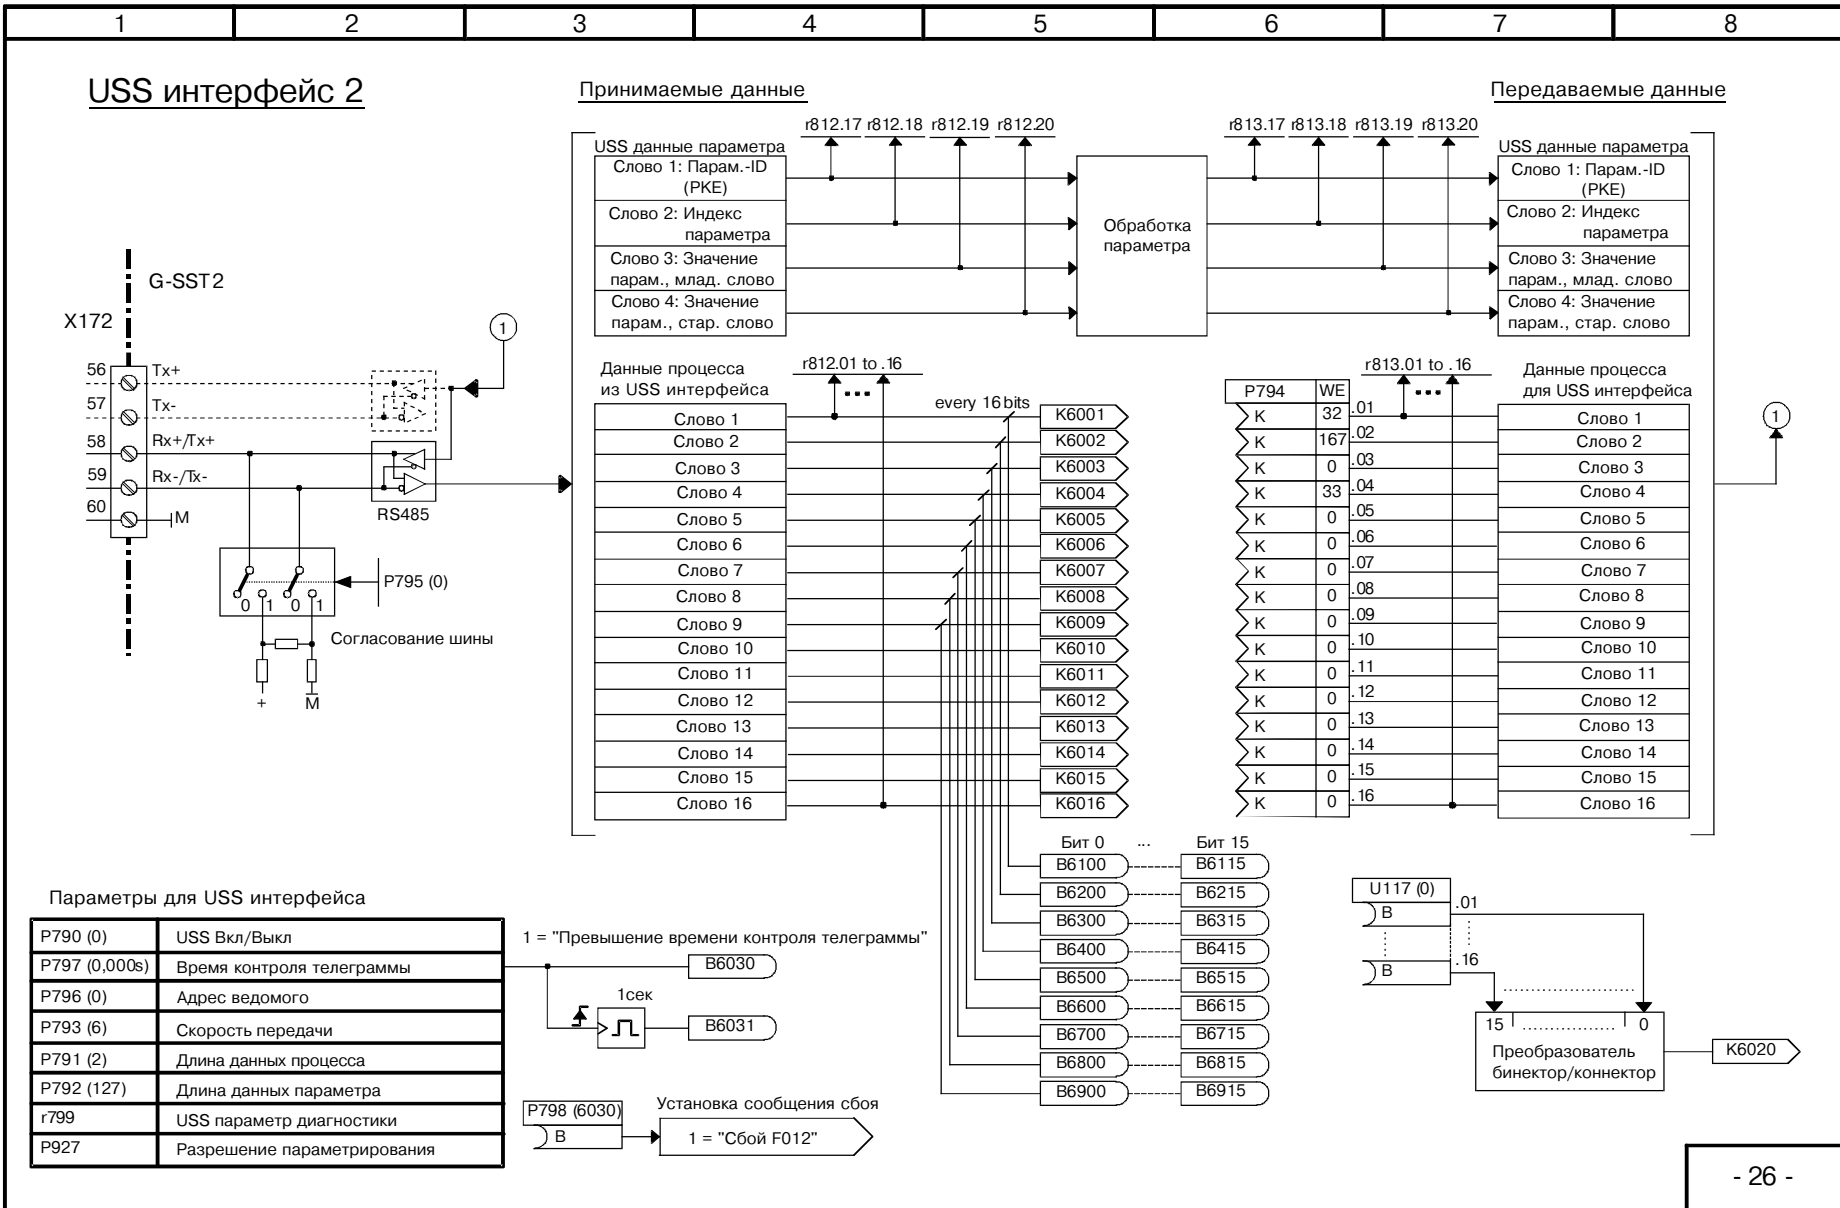 1 2 3 4 5 6 7 8
USS интерфейс 2
Принимаемые данные
Передаваемые данные
r812.17 r812.18 r812.19 r812.20
r813.17 r813.18 r813.19 r813.20
USS данные параметра
Слово 1: Парам.-ID
(PKE)
Слово 2: Индекс
параметра
Слово 3: Значение
парам., млад. слово
Слово 4: Значение
парам., стар. слово
Обработка
параметра
USS данные параметра
Слово 1: Парам.-ID
(PKE)
Слово 2: Индекс
параметра
Слово 3: Значение
парам., млад. слово
Слово 4: Значение
парам., стар. слово
G-SST2
X172
1
56 Tx+
57 Tx-
58 Rx+/Tx+
59 Rx-/Tx-
60 M
RS485
P795 (0)
0 1 0 1
Согласование шины
+ M
Данные процесса
из USS интерфейса
r812.01 to .16
every 16 bits
Слово 1 K6001
Слово 2 K6002
Слово 3 K6003
Слово 4 K6004
Слово 5 K6005
Слово 6 K6006
Слово 7 K6007
Слово 8 K6008
Слово 9 K6009
Слово 10 K6010
Слово 11 K6011
Слово 12 K6012
Слово 13 K6013
Слово 14 K6014
Слово 15 K6015
Слово 16 K6016
r813.01 to .16
Данные процесса
для USS интерфейса
P794 WE
K 32 .01 Слово 1
K 167 .02 Слово 2
K 0 .03 Слово 3
K 33 .04 Слово 4
K 0 .05 Слово 5
K 0 .06 Слово 6
K 0 .07 Слово 7
K 0 .08 Слово 8
K 0 .09 Слово 9
K 0 .10 Слово 10
K 0 .11 Слово 11
K 0 .12 Слово 12
K 0 .13 Слово 13
K 0 .14 Слово 14
K 0 .15 Слово 15
K 0 .16 Слово 16
1
Бит 0 ... Бит 15
B6100 B6115
B6200 B6215
B6300 B6315
B6400 B6415
B6500 B6515
B6600 B6615
B6700 B6715
B6800 B6815
B6900 B6915
Параметры для USS интерфейса
P790 (0) USS Вкл/Выкл
P797 (0,000s) Время контроля телеграммы
P796 (0) Адрес ведомого
P793 (6) Скорость передачи
P791 (2) Длина данных процесса
P792 (127) Длина данных параметра
r799 USS параметр диагностики
P927 Разрешение параметрирования
1 = "Превышение времени контроля телеграммы"
B6030
1сек
B6031
P798 (6030)
B
Установка сообщения сбоя
1 = "Сбой F012"
U117 (0)
B .01
B .16
15 0
Преобразователь
бинектор/коннектор
K6020
- 26 -